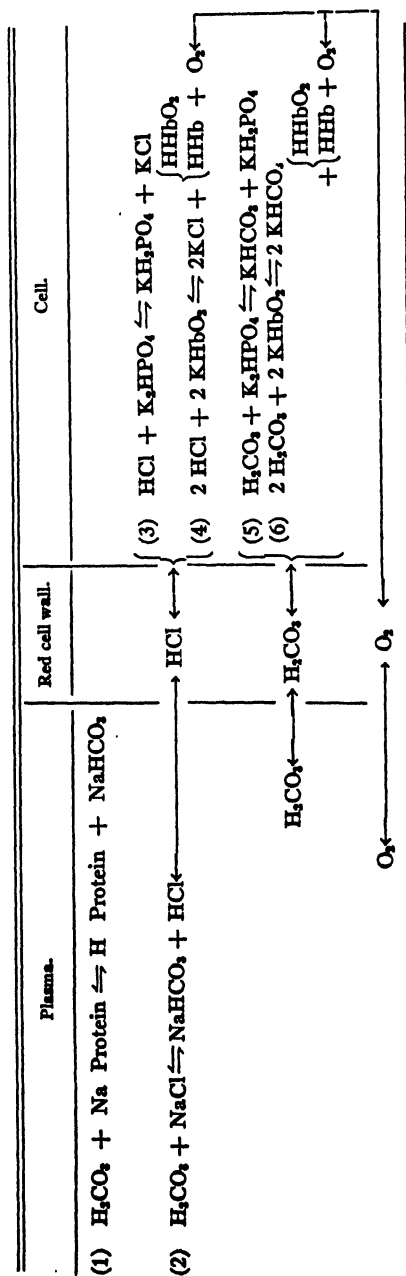 Plasma. Red cell wall. Cell.
(1) H₂CO₃ + Na Protein ⇋ H Protein + NaHCO₃
(2) H₂CO₃ + NaCl ⇋ NaHCO₃ + HCl ⟷ HCl ⟷
(3) HCl + K₂HPO₄ ⇋ KH₂PO₄ + KCl
(4) 2 HCl + 2 KHbO₂ ⇋ 2KCl + { HHbO₂
HHb + O₂
H₂CO₃ ⟷ H₂CO₃ ⟷
(5) H₂CO₃ + K₂HPO₄ ⇋ KHCO₃ + KH₂PO₄
(6) 2 H₂CO₃ + 2 KHbO₂ ⇋ 2 KHCO₃
+ { HHbO₂
HHb + O₂
O₂ ⟷ O₂ ⟷